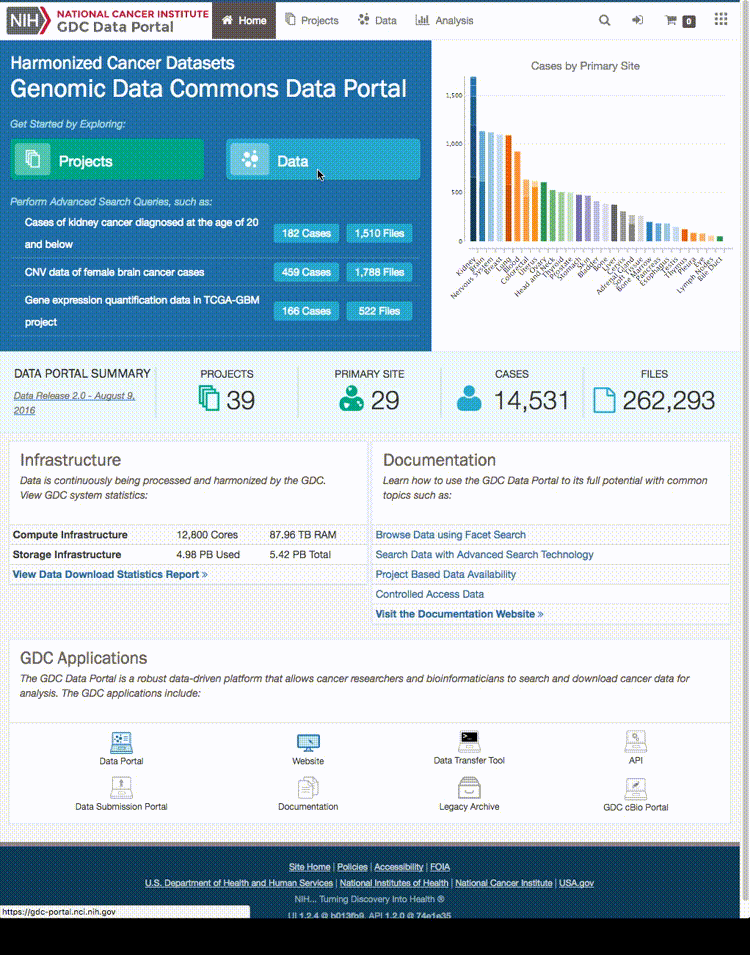 NIH NATIONAL CANCER INSTITUTE
GDC Data Portal
Home Projects Data Analysis 0
Harmonized Cancer Datasets
Genomic Data Commons Data Portal
Get Started by Exploring:
Projects Data
Perform Advanced Search Queries, such as:
Cases of kidney cancer diagnosed at the age of 20
and below
182 Cases 1,510 Files
CNV data of female brain cancer cases 459 Cases 1,788 Files
Gene expression quantification data in TCGA-GBM
project
166 Cases 522 Files
Cases by Primary Site
1,500
1,000
500
0
Kidney
Brain
Nervous System
Breast
Lung
Blood
Colorectal
Uterus
Ovary
Head and Neck
Thyroid
Prostate
Stomach
Skin
Bladder
Bone
Liver
Cervix
Adrenal Gland
Soft Tissue
Bone Marrow
Pancreas
Esophagus
Testis
Thymus
Pleura
Eye
Lymph Nodes
Bile Duct
DATA PORTAL SUMMARY
Data Release 2.0 - August 9,
2016
PROJECTS
39
PRIMARY SITE
29
CASES
14,531
FILES
262,293
Infrastructure
Data is continuously being processed and harmonized by the GDC.
View GDC system statistics:
Compute Infrastructure 12,800 Cores 87.96 TB RAM
Storage Infrastructure 4.98 PB Used 5.42 PB Total
View Data Download Statistics Report »
Documentation
Learn how to use the GDC Data Portal to its full potential with common
topics such as:
Browse Data using Facet Search
Search Data with Advanced Search Technology
Project Based Data Availability
Controlled Access Data
Visit the Documentation Website »
GDC Applications
The GDC Data Portal is a robust data-driven platform that allows cancer researchers and bioinformaticians to search and download cancer data for
analysis. The GDC applications include:
Data Portal Website Data Transfer Tool API
Data Submission Portal Documentation Legacy Archive GDC cBio Portal
Site Home | Policies | Accessibility | FOIA
U.S. Department of Health and Human Services | National Institutes of Health | National Cancer Institute | USA.gov
NIH... Turning Discovery Into Health ®
https://gdc-portal.nci.nih.gov
UI 1.2.4 @ b013fb9, API 1.2.0 @ 74e1e35